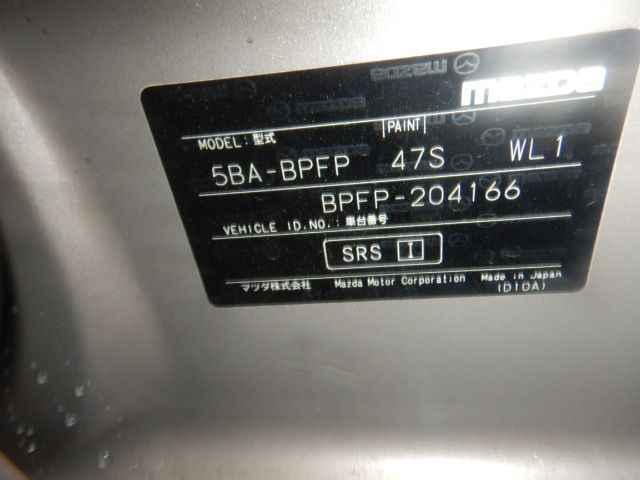 mazda
MODEL: 型式 PAINT
5BA-BPFP 47S WL1
BPFP-204166
VEHICLE ID.NO.: 車台番号
SRS I
マツダ株式会社 Mazda Motor Corporation Made in Japan
(D10A)